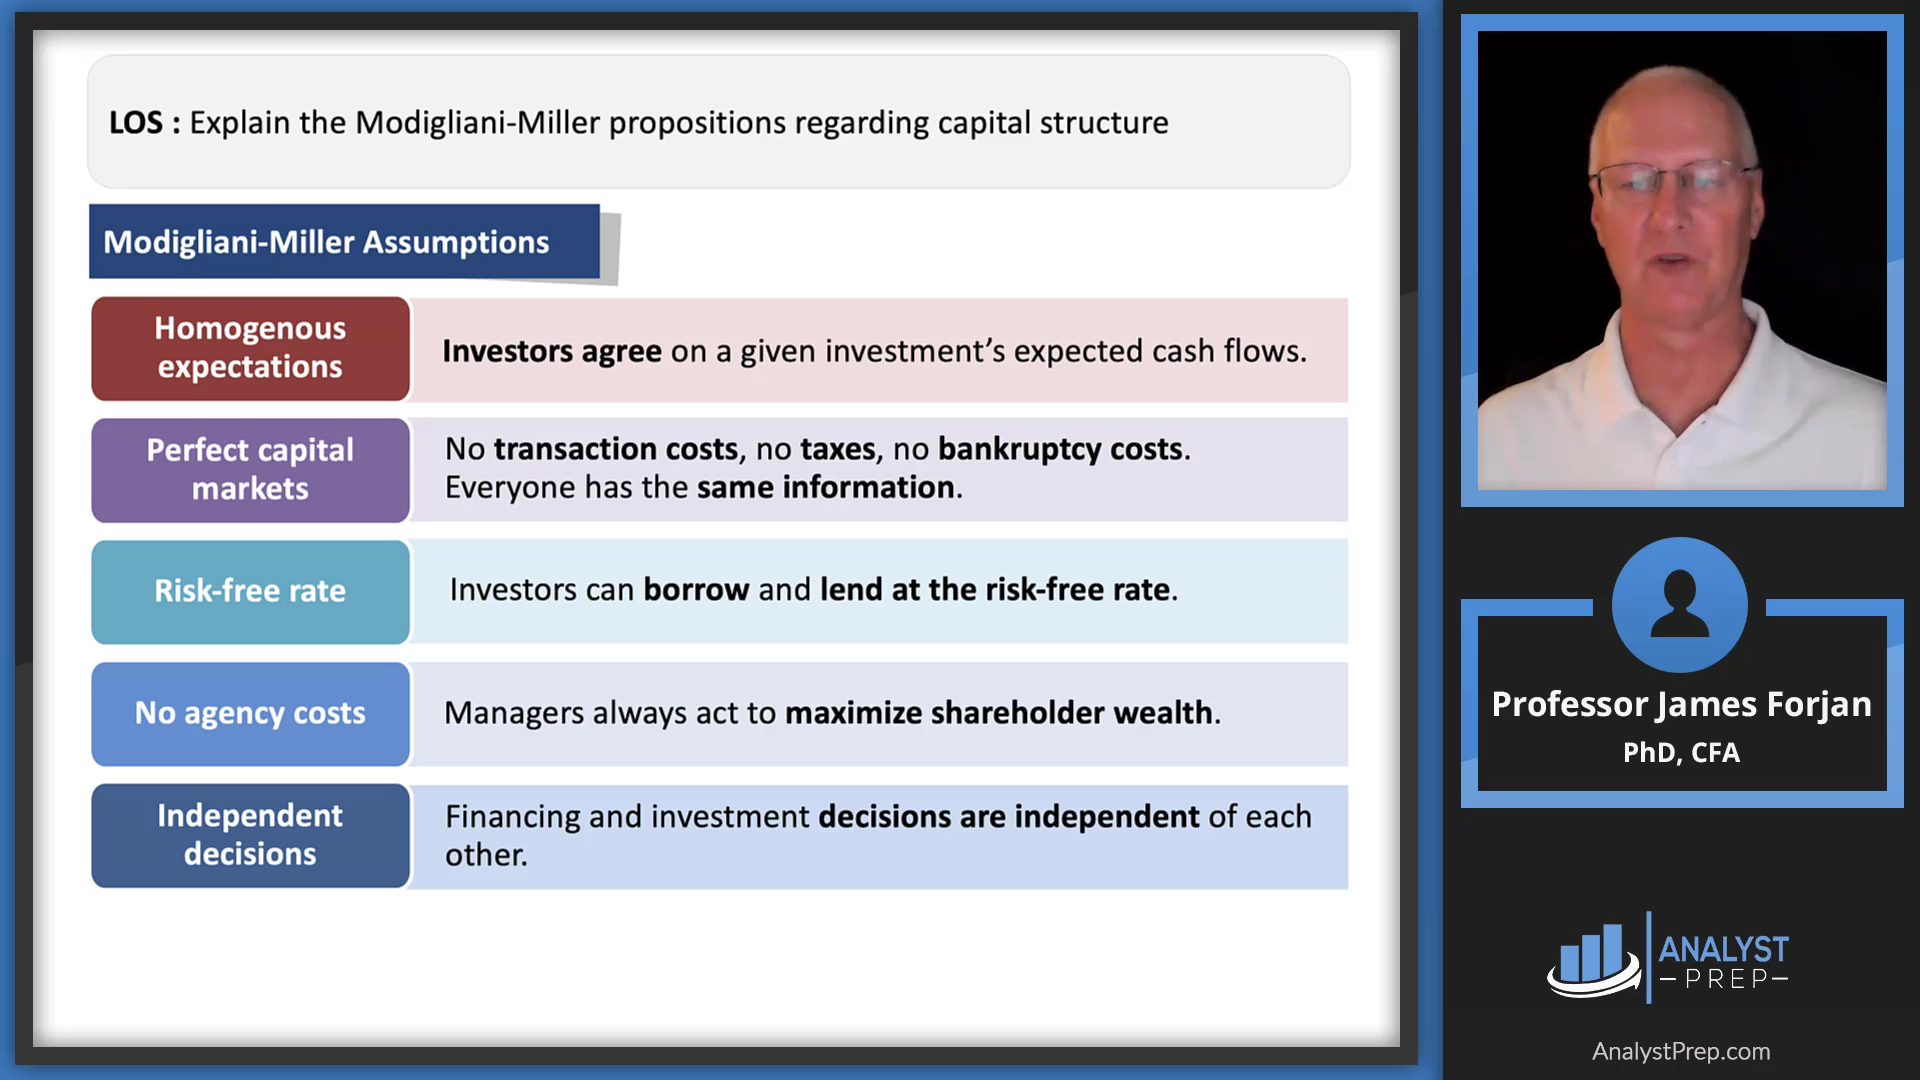 LOS : Explain the Modigliani-Miller propositions regarding capital structure
Modigliani-Miller Assumptions
Homogenous
expectations
Investors agree on a given investment’s expected cash flows.
Perfect capital
markets
No transaction costs, no taxes, no bankruptcy costs.
Everyone has the same information.
Risk-free rate
Investors can borrow and lend at the risk-free rate.
No agency costs
Managers always act to maximize shareholder wealth.
Independent
decisions
Financing and investment decisions are independent of each
other.
Professor James Forjan
PhD, CFA
ANALYST
PREP
AnalystPrep.com